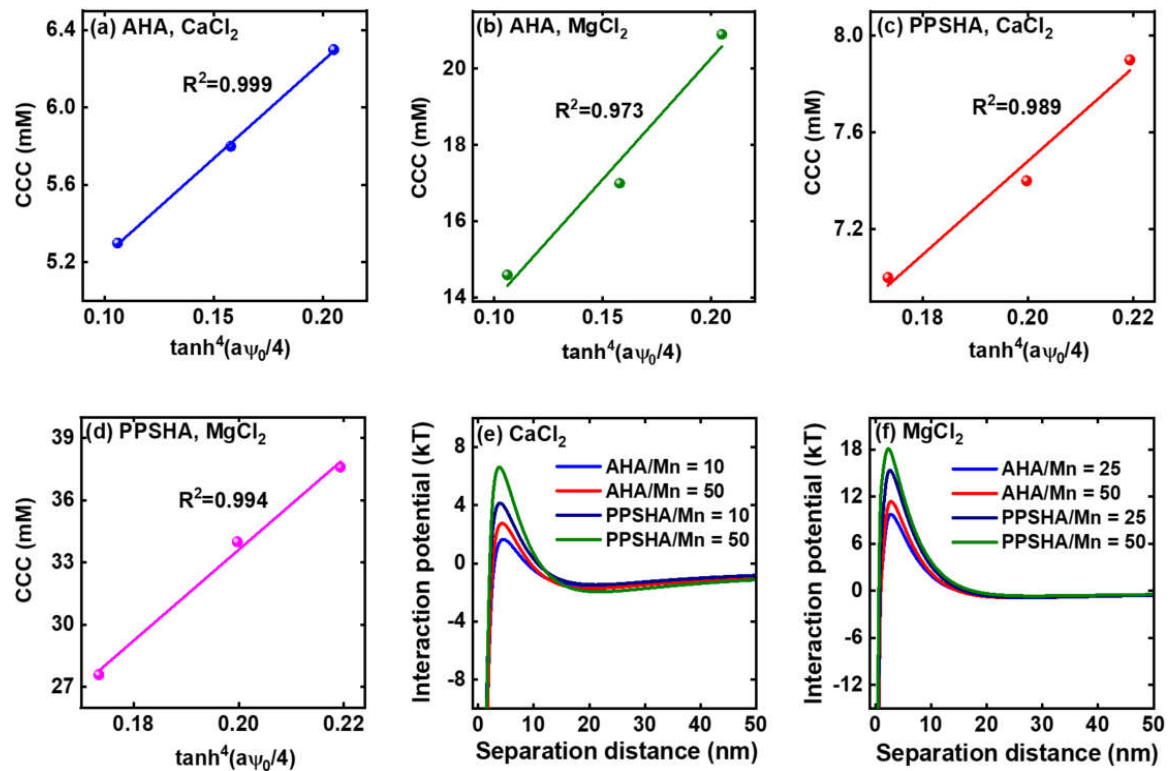 (a) AHA, CaCl₂
R²=0.999
6.4
6.0
5.6
5.2
CCC (mM)
0.10 0.15 0.20
tanh⁴(aψ₀/4)
(b) AHA, MgCl₂
R²=0.973
20
18
16
14
CCC (mM)
0.10 0.15 0.20
tanh⁴(aψ₀/4)
(c) PPSHA, CaCl₂
R²=0.989
8.0
7.6
7.2
CCC (mM)
0.18 0.20 0.22
tanh⁴(aψ₀/4)
(d) PPSHA, MgCl₂
R²=0.994
39
36
33
30
27
CCC (mM)
0.18 0.20 0.22
tanh⁴(aψ₀/4)
(e) CaCl₂
AHA/Mn = 10
AHA/Mn = 50
PPSHA/Mn = 10
PPSHA/Mn = 50
8
4
0
-4
-8
Interaction potential (kT)
0 10 20 30 40 50
Separation distance (nm)
(f) MgCl₂
AHA/Mn = 25
AHA/Mn = 50
PPSHA/Mn = 25
PPSHA/Mn = 50
18
12
6
0
-6
-12
Interaction potential (kT)
0 10 20 30 40 50
Separation distance (nm)